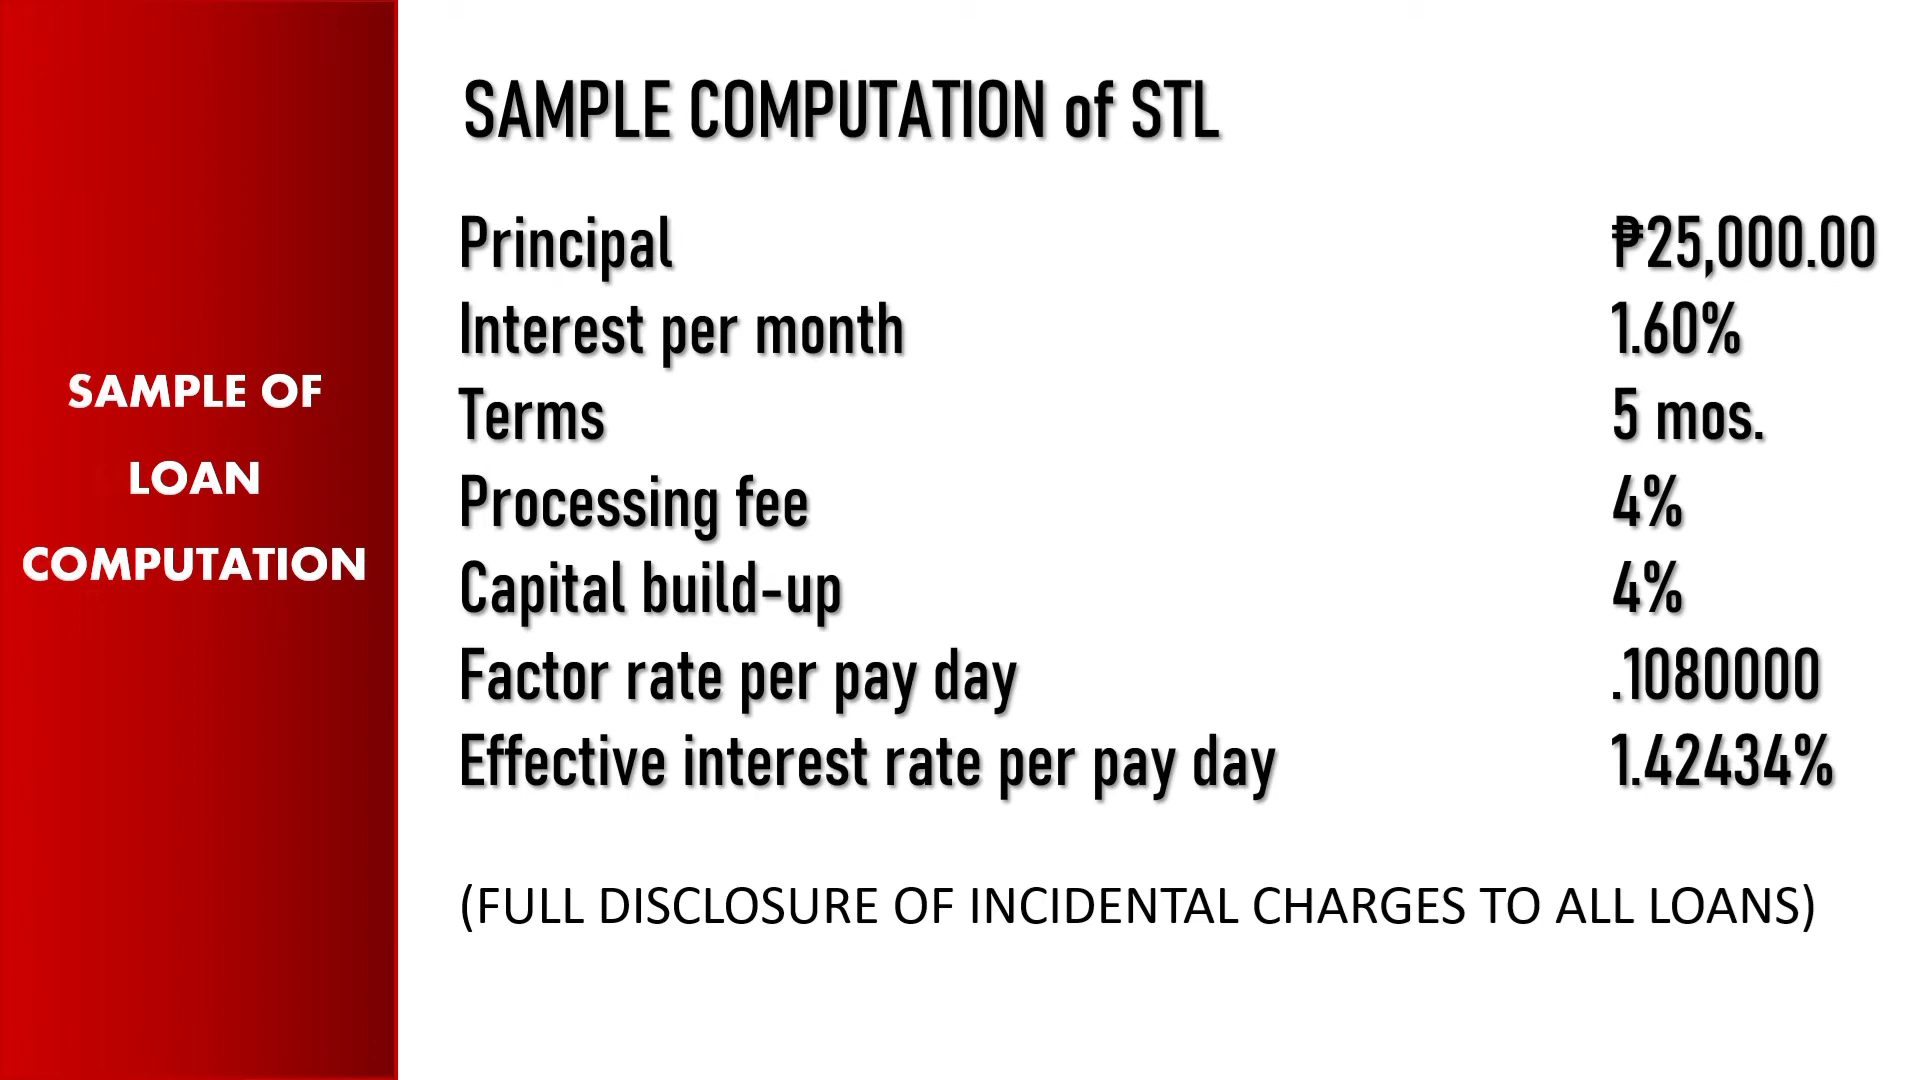 SAMPLE OF
LOAN
COMPUTATION
SAMPLE COMPUTATION of STL
Principal ₱25,000.00
Interest per month 1.60%
Terms 5 mos.
Processing fee 4%
Capital build-up 4%
Factor rate per pay day .1080000
Effective interest rate per pay day 1.42434%
(FULL DISCLOSURE OF INCIDENTAL CHARGES TO ALL LOANS)